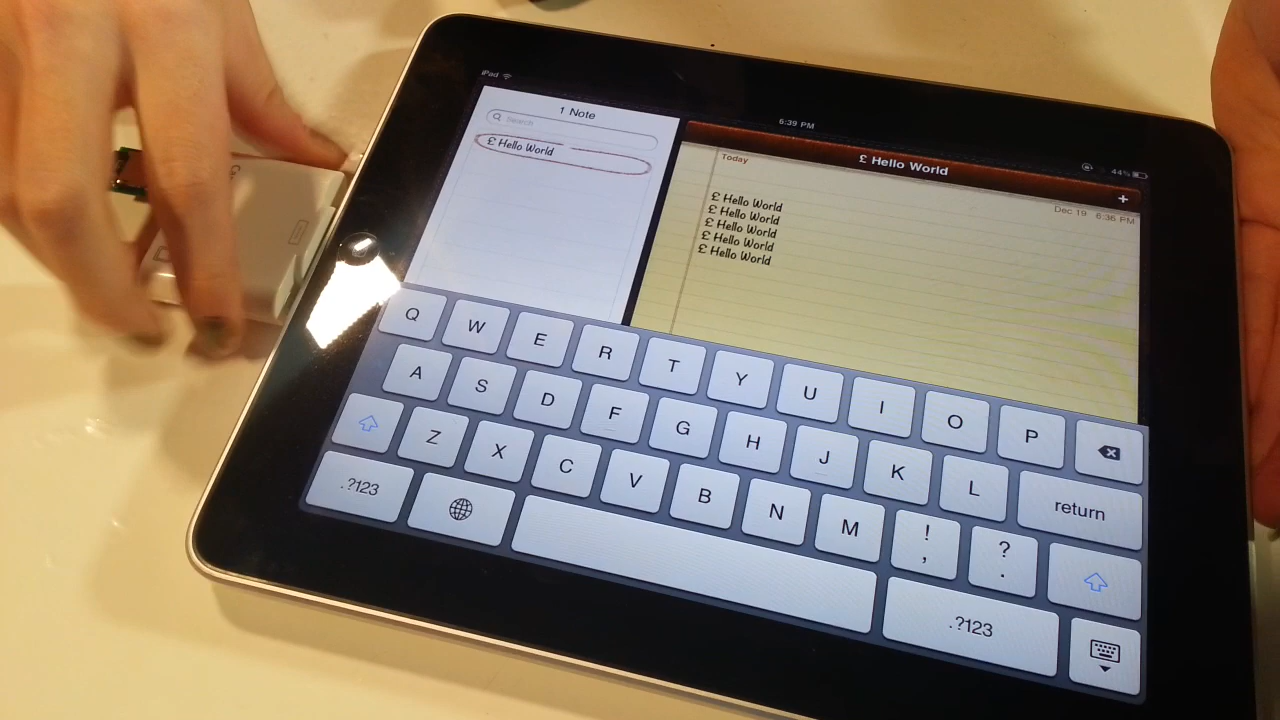 iPad
6:39 PM
44%
1 Note
Search
£ Hello World
£ Hello World
+
Today
Dec 19 6:36 PM
£ Hello World
£ Hello World
£ Hello World
£ Hello World
£ Hello World
Q W E R T Y U I O P
A S D F G H J K L return
Z X C V B N M ! , ? .
.?123 .?123